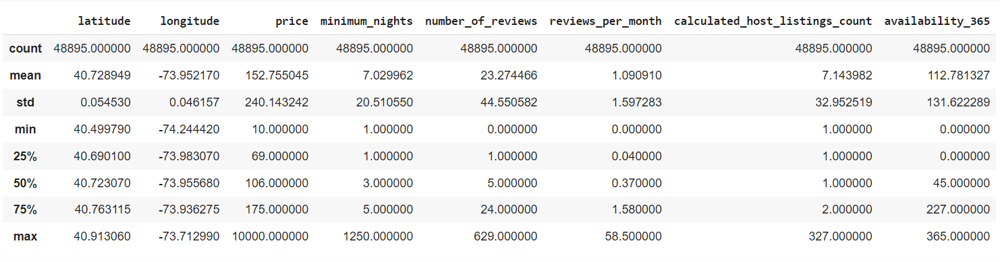 latitude longitude price minimum_nights number_of_reviews reviews_per_month calculated_host_listings_count availability_365
count 48895.000000 48895.000000 48895.000000 48895.000000 48895.000000 48895.000000 48895.000000 48895.000000
mean 40.728949 -73.952170 152.755045 7.029962 23.274466 1.090910 7.143982 112.781327
std 0.054530 0.046157 240.143242 20.510550 44.550582 1.597283 32.952519 131.622289
min 40.499790 -74.244420 10.000000 1.000000 0.000000 0.000000 1.000000 0.000000
25% 40.690100 -73.983070 69.000000 1.000000 1.000000 0.040000 1.000000 0.000000
50% 40.723070 -73.955680 106.000000 3.000000 5.000000 0.370000 1.000000 45.000000
75% 40.763115 -73.936275 175.000000 5.000000 24.000000 1.580000 2.000000 227.000000
max 40.913060 -73.712990 10000.000000 1250.000000 629.000000 58.500000 327.000000 365.000000